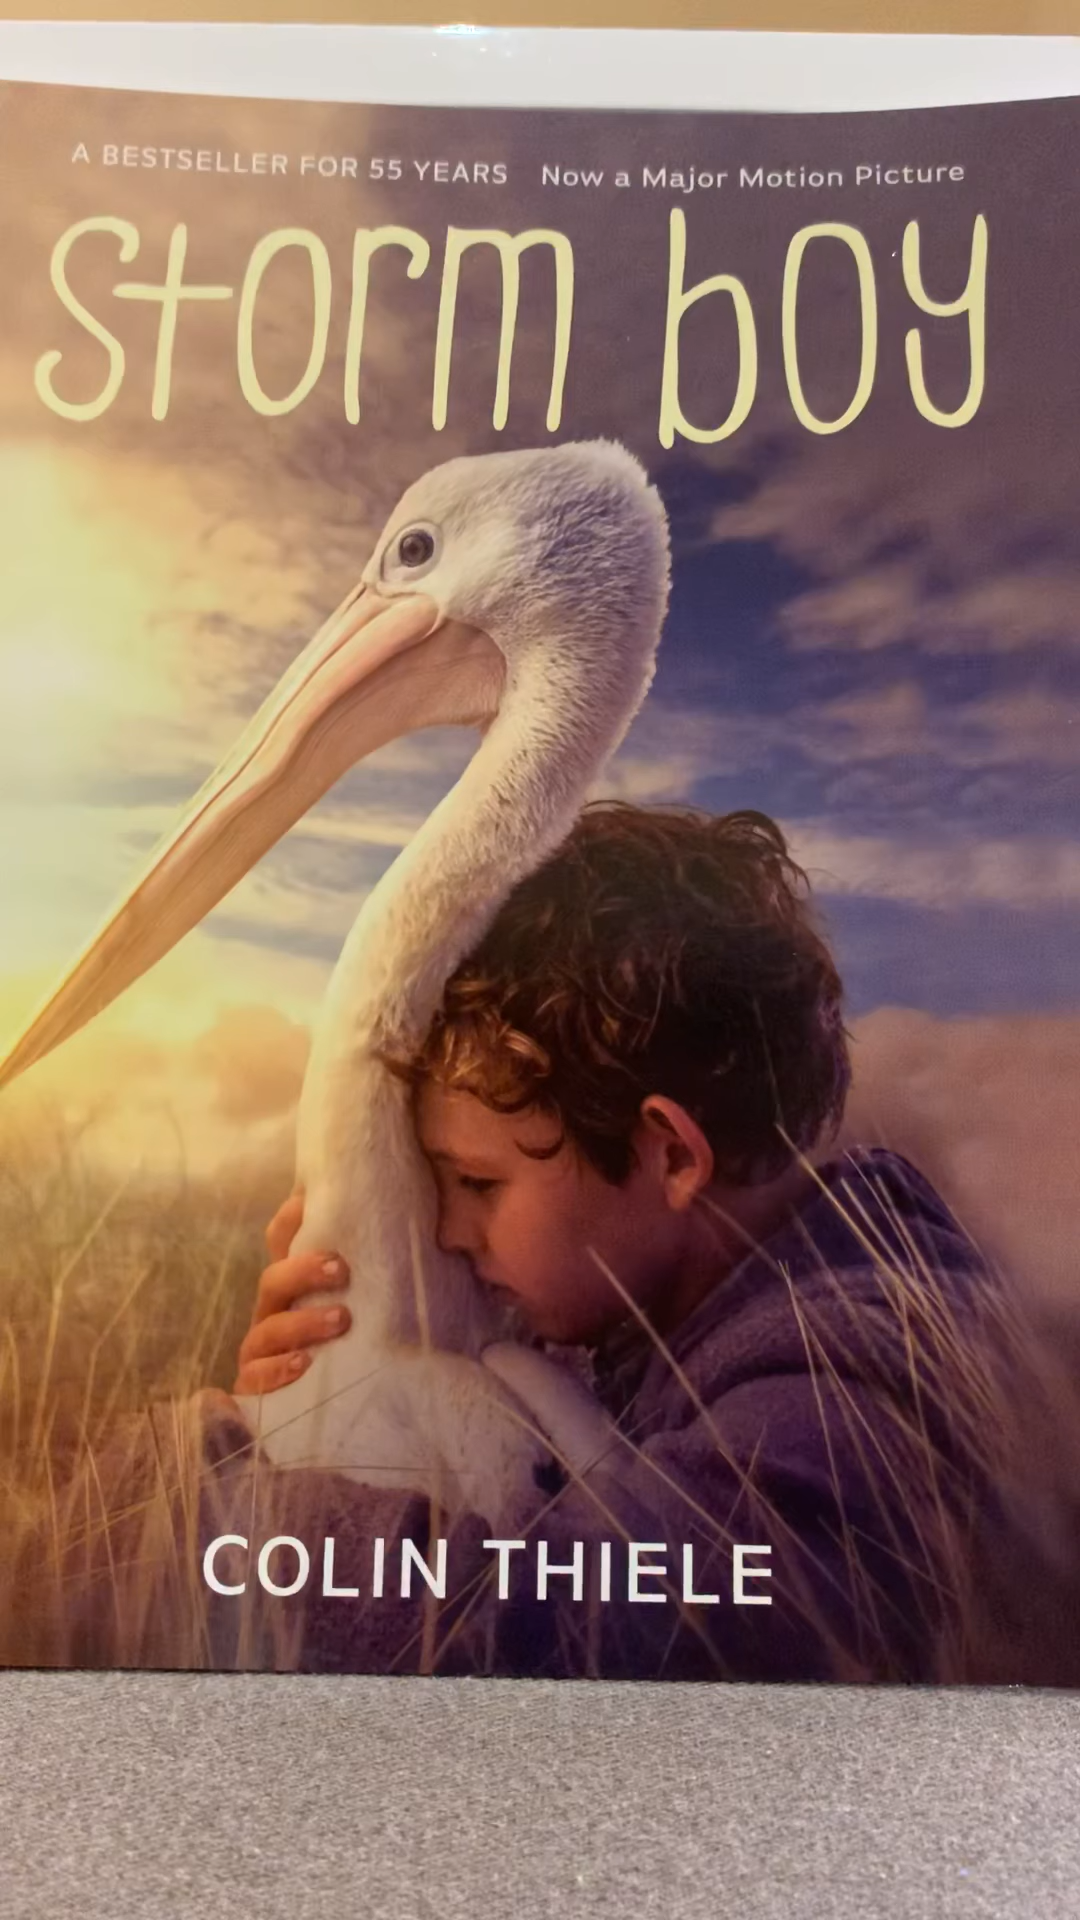 A BESTSELLER FOR 55 YEARS Now a Major Motion Picture
storm boy
COLIN THIELE